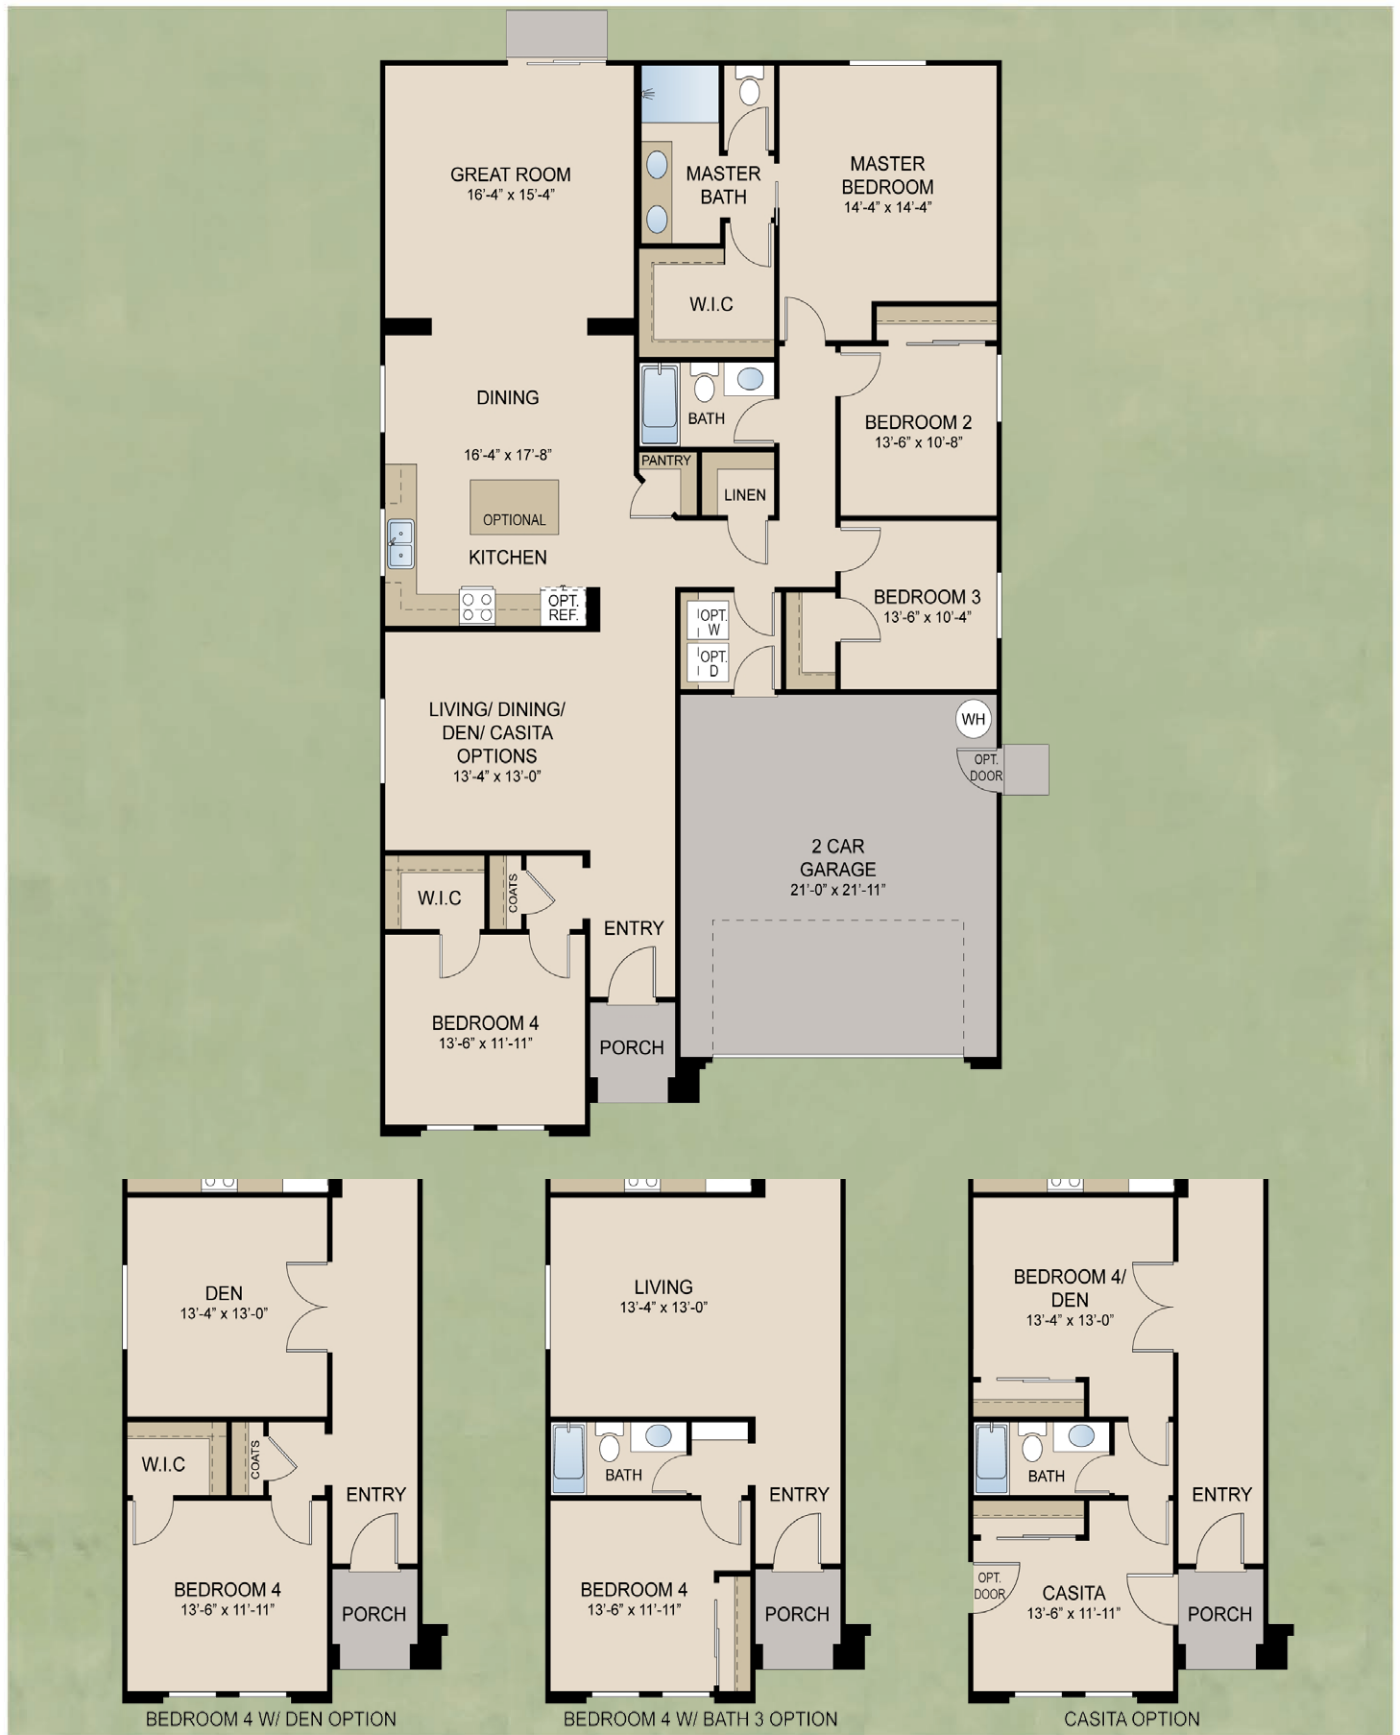 GREAT ROOM
16'-4" x 15'-4"
MASTER
BATH
MASTER
BEDROOM
14'-4" x 14'-4"
W.I.C
DINING
16'-4" x 17'-8"
BATH
BEDROOM 2
13'-6" x 10'-8"
PANTRY
LINEN
OPTIONAL
KITCHEN
OPT.
REF.
OPT.
W
OPT.
D
BEDROOM 3
13'-6" x 10'-4"
LIVING/ DINING/
DEN/ CASITA
OPTIONS
13'-4" x 13'-0"
WH
OPT.
DOOR
2 CAR
GARAGE
21'-0" x 21'-11"
W.I.C
COATS
ENTRY
BEDROOM 4
13'-6" x 11'-11"
PORCH
DEN
13'-4" x 13'-0"
W.I.C
COATS
ENTRY
BEDROOM 4
13'-6" x 11'-11"
PORCH
BEDROOM 4 W/ DEN OPTION
LIVING
13'-4" x 13'-0"
BATH
ENTRY
BEDROOM 4
13'-6" x 11'-11"
PORCH
BEDROOM 4 W/ BATH 3 OPTION
BEDROOM 4/
DEN
13'-4" x 13'-0"
BATH
ENTRY
OPT.
DOOR
CASITA
13'-6" x 11'-11"
PORCH
CASITA OPTION